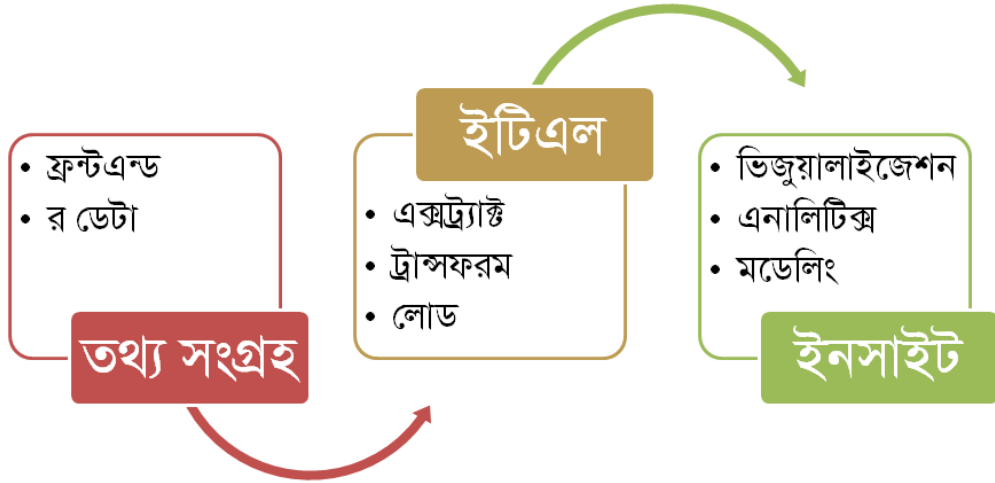 ফ্রন্টএন্ড
র ডেটা
তথ্য সংগ্রহ
ইটিএল
এক্সট্র্যাক্ট
ট্রান্সফরম
লোড
ভিজুয়ালাইজেশন
এনালিটিক্স
মডেলিং
ইনসাইট